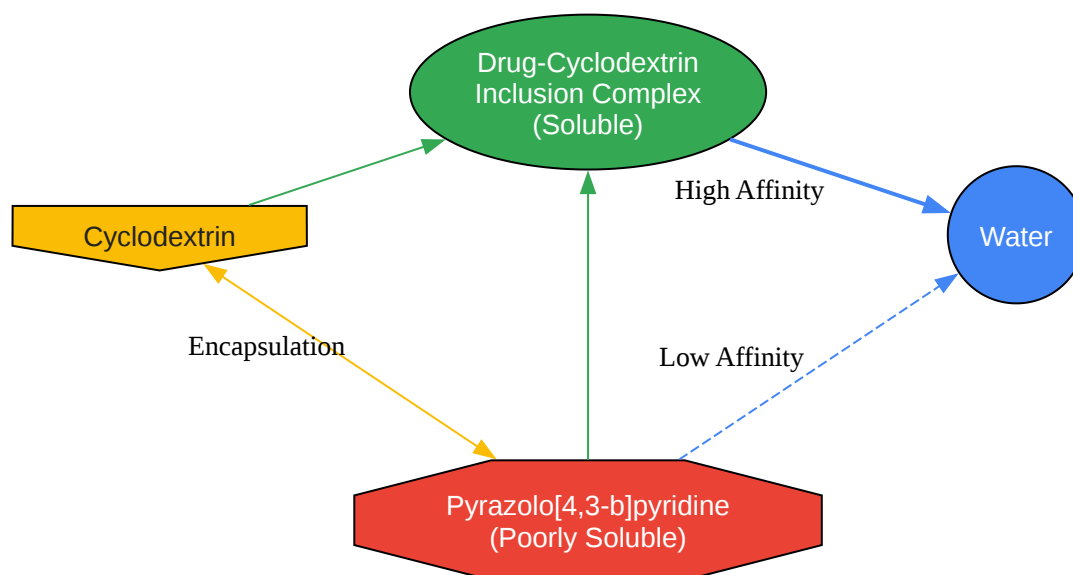 Drug-Cyclodextrin
Inclusion Complex
(Soluble)
High Affinity
Cyclodextrin
Water
Encapsulation
Low Affinity
Pyrazolo[4,3-b]pyridine
(Poorly Soluble)